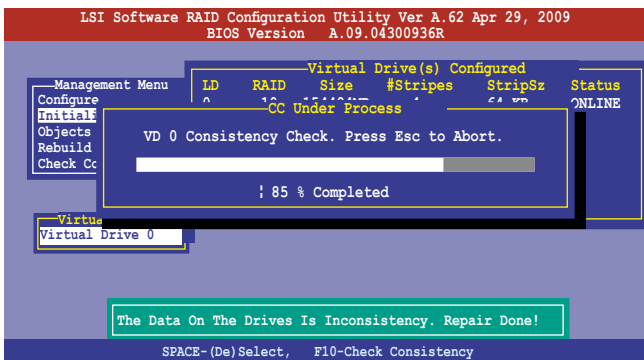 LSI Software RAID Configuration Utility Ver A.62 Apr 29, 2009
BIOS Version A.09.04300936R
Virtual Drive(s) Configured
LD RAID Size #Stripes StripSz Status
ONLINE
Management Menu
Configure
Initiali
Objects
Rebuild
Check Co
CC Under Process
VD 0 Consistency Check. Press Esc to Abort.
¦ 85 % Completed
Virtua
Virtual Drive 0
The Data On The Drives Is Inconsistency. Repair Done!
SPACE-(De)Select, F10-Check Consistency